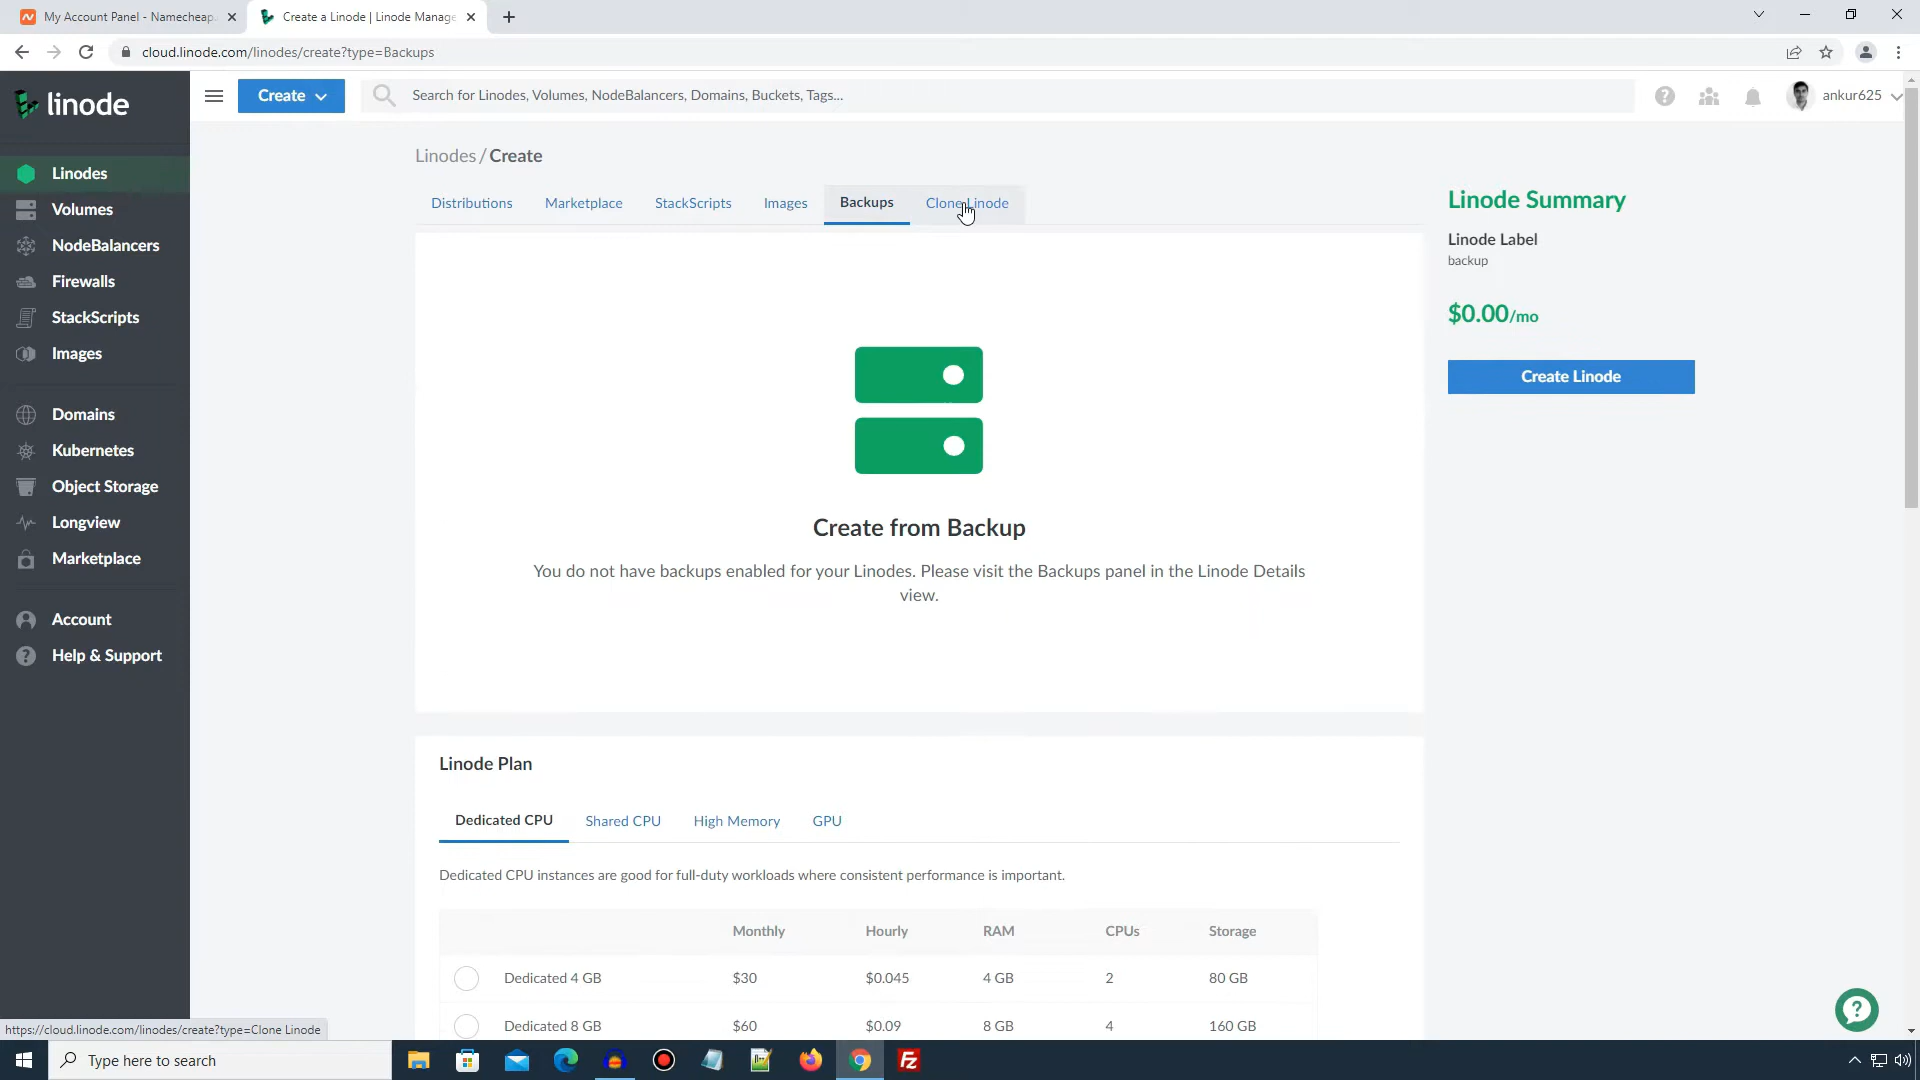 My Account Panel - Namecheap
Create a Linode | Linode Manage
cloud.linode.com/linodes/create?type=Backups
linode
Create
Search for Linodes, Volumes, NodeBalancers, Domains, Buckets, Tags...
ankur625
Linodes
Volumes
NodeBalancers
Firewalls
StackScripts
Images
Domains
Kubernetes
Object Storage
Longview
Marketplace
Account
Help & Support
Linodes / Create
Distributions Marketplace StackScripts Images Backups Clone Linode
Create from Backup
You do not have backups enabled for your Linodes. Please visit the Backups panel in the Linode Details
view.
Linode Summary
Linode Label
backup
$0.00/mo
Create Linode
Linode Plan
Dedicated CPU Shared CPU High Memory GPU
Dedicated CPU instances are good for full-duty workloads where consistent performance is important.
Monthly Hourly RAM CPUs Storage
Dedicated 4 GB $30 $0.045 4 GB 2 80 GB
Dedicated 8 GB $60 $0.09 8 GB 4 160 GB
https://cloud.linode.com/linodes/create?type=Clone Linode
Type here to search